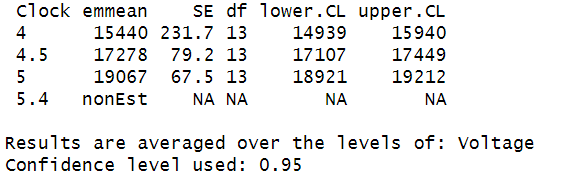 Clock emmean SE df lower.CL upper.CL
4 15440 231.7 13 14939 15940
4.5 17278 79.2 13 17107 17449
5 19067 67.5 13 18921 19212
5.4 nonEst NA NA NA NA
Results are averaged over the levels of: Voltage
Confidence level used: 0.95